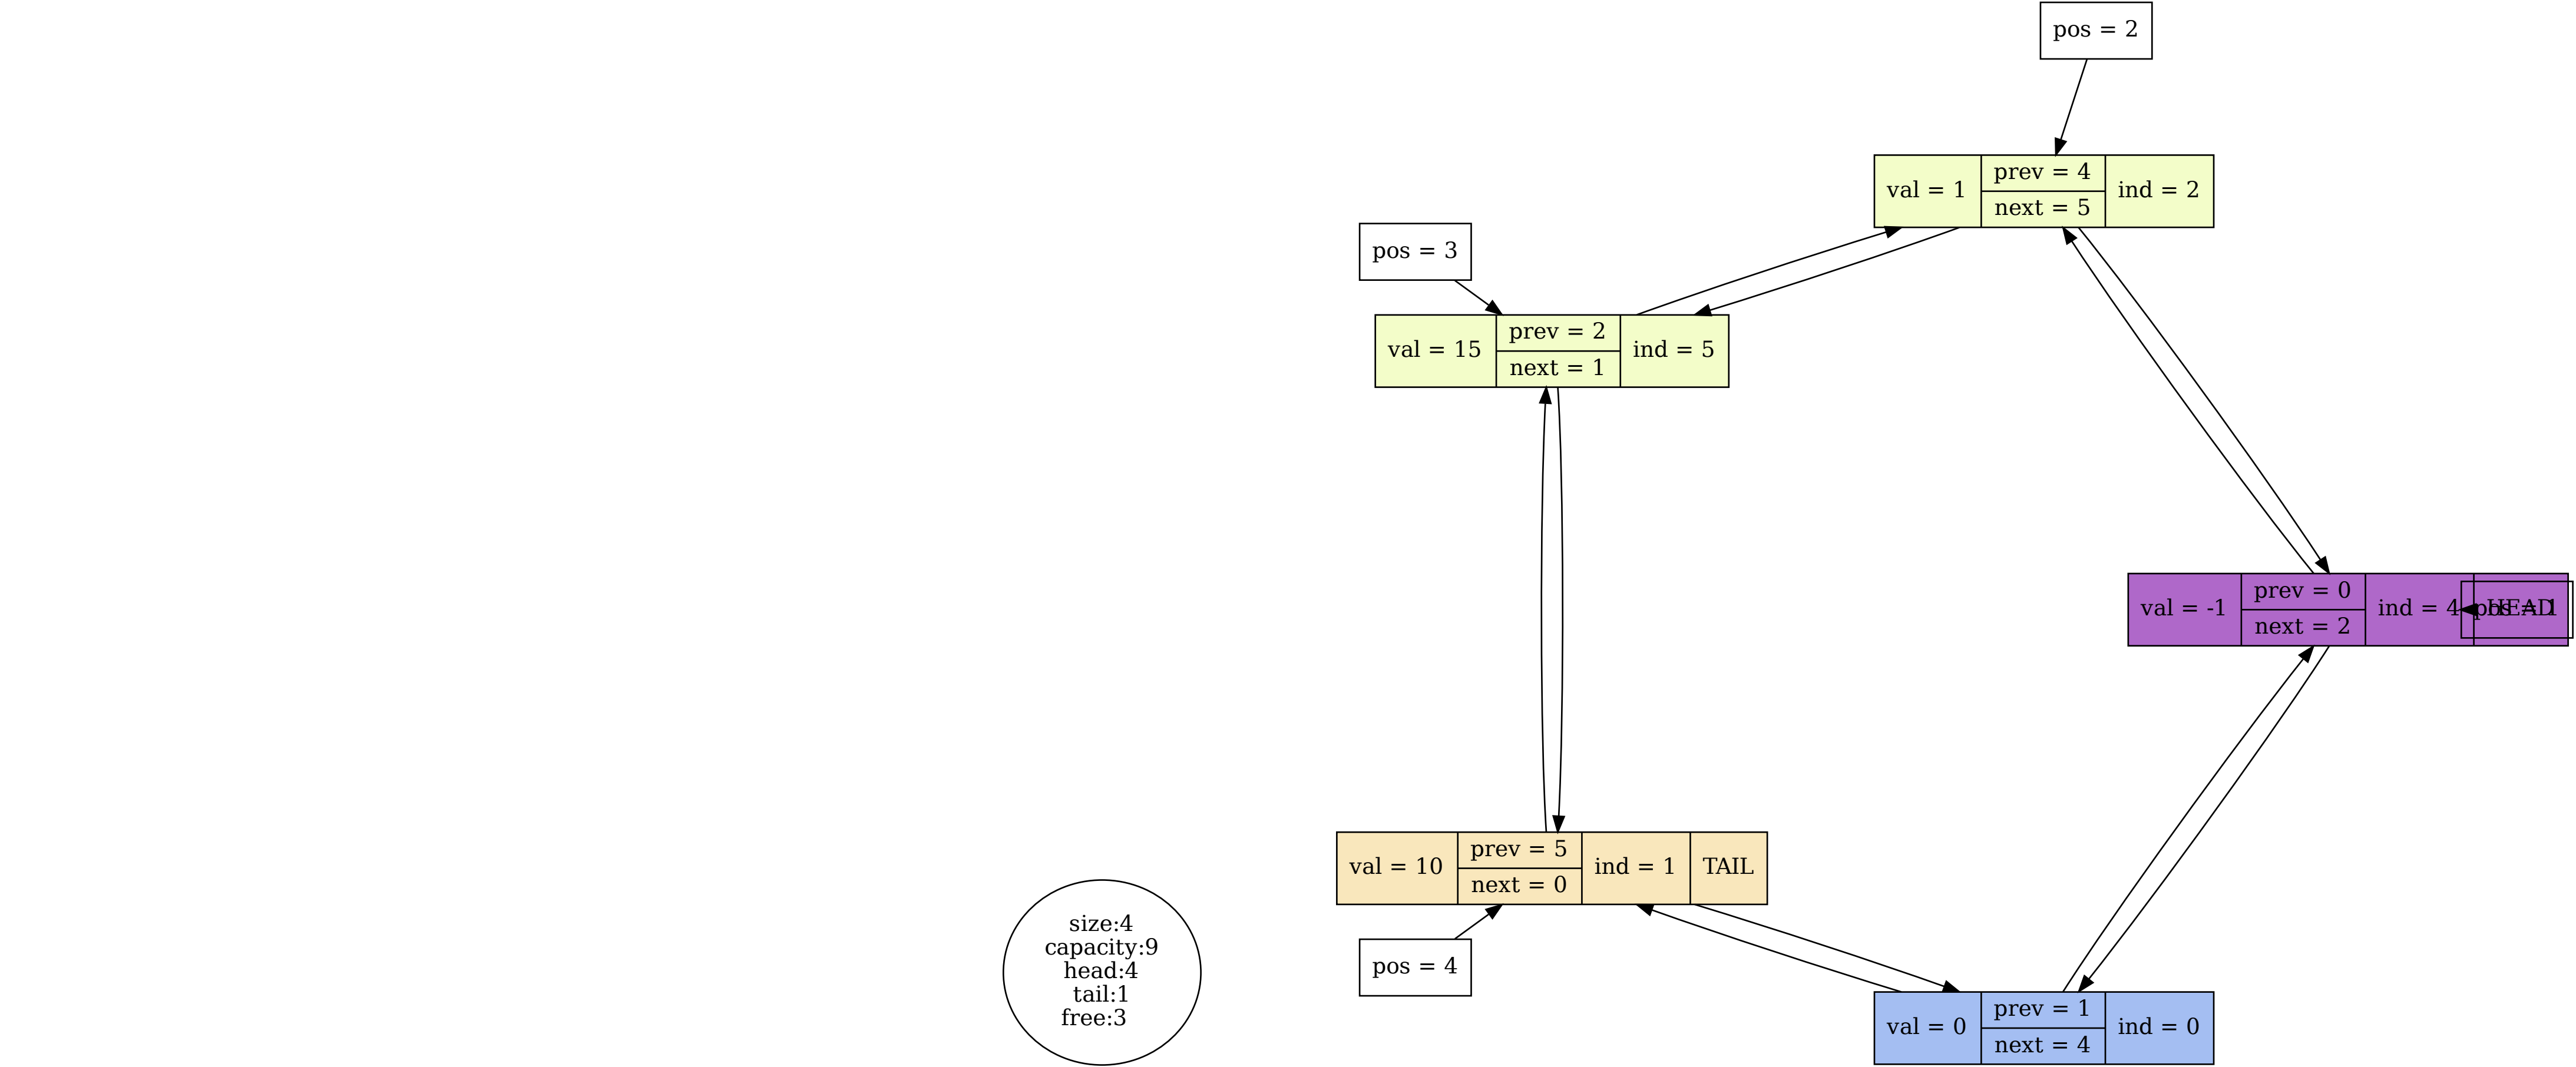 pos = 2
val = 1
prev = 4
next = 5
ind = 2
pos = 3
val = 15
prev = 2
next = 1
ind = 5
val = -1
prev = 0
next = 2
ind = 4
HEAD
pos = 1
val = 10
prev = 5
next = 0
ind = 1
TAIL
pos = 4
size:4
capacity:9
head:4
tail:1
free:3
val = 0
prev = 1
next = 4
ind = 0